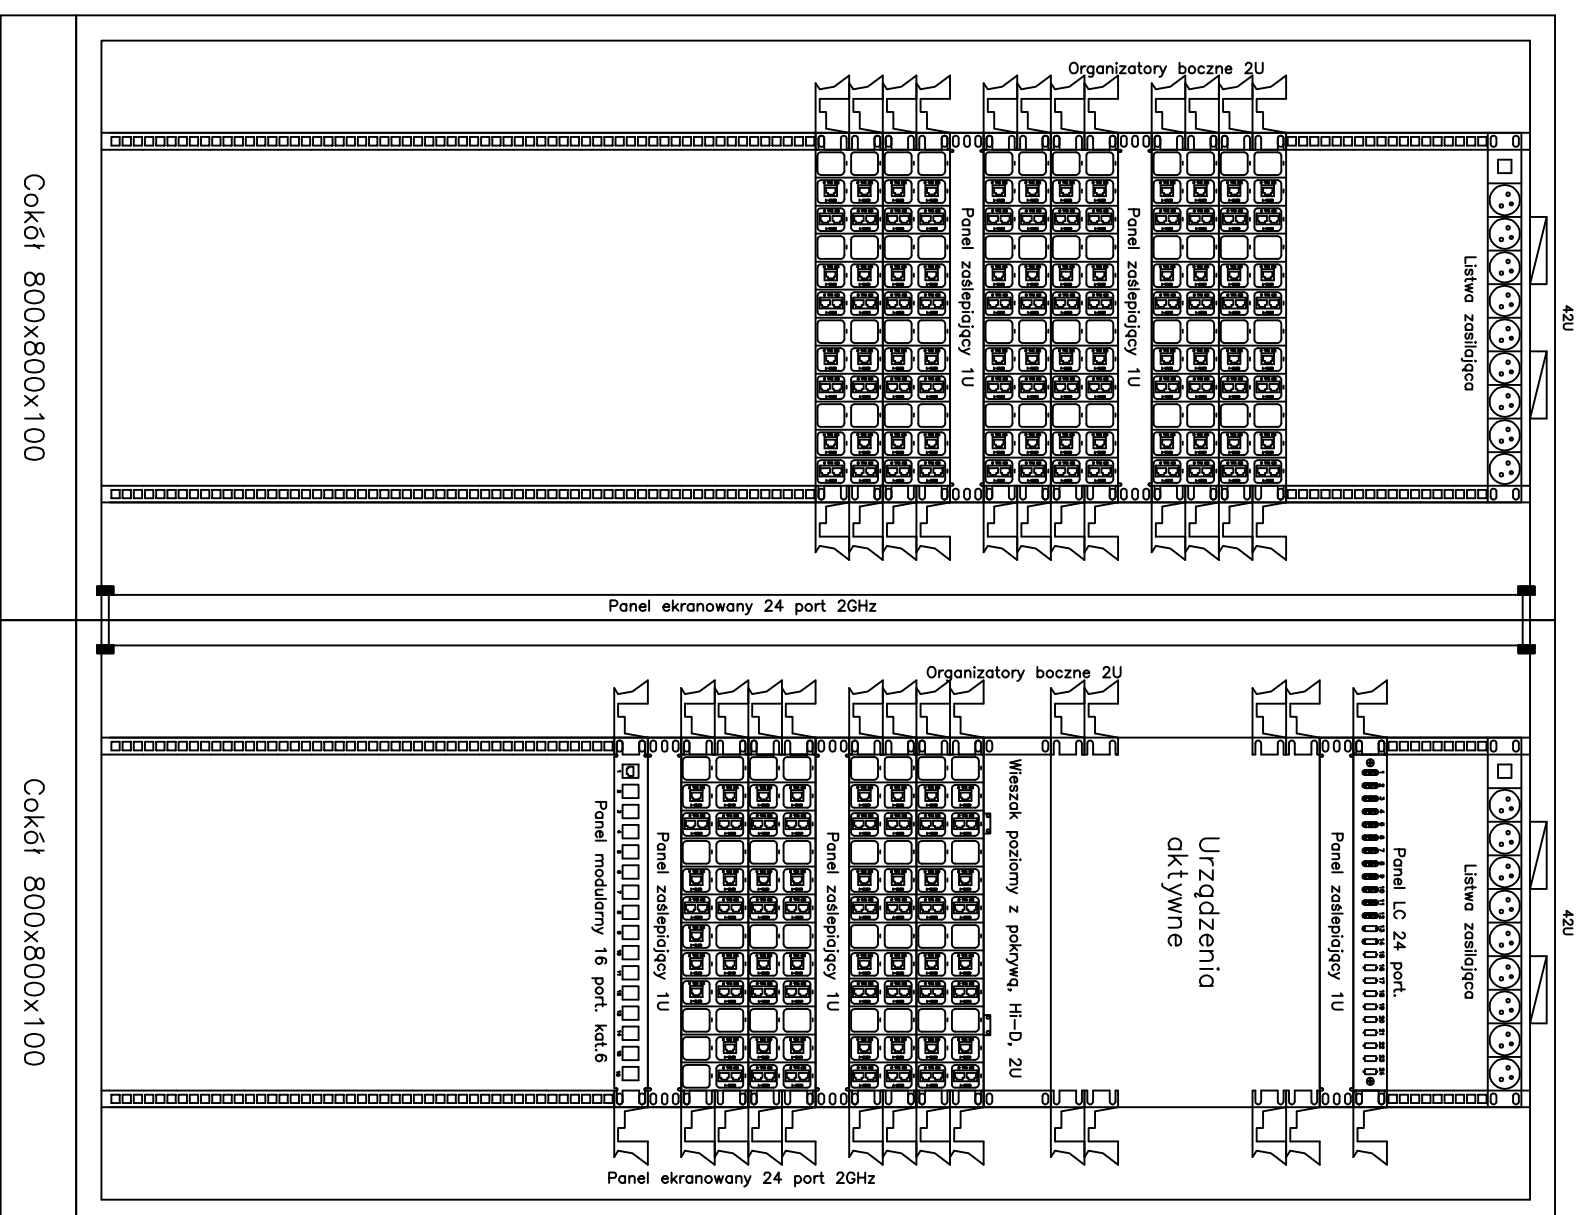 Organizatory boczne 2U
Panel zaślepiający 1U
Panel zaślepiający 1U
Listwa zasilająca
42U
Cokół 800x800x100
Panel ekranowany 24 port 2GHz
Organizatory boczne 2U
Panel modularny 16 port. kat.6
Panel zaślepiający 1U
Panel zaślepiający 1U
Wieszak poziomy z pokrywą, Hi-D, 2U
Urządzenia
aktywne
Panel zaślepiający 1U
Panel LC 24 port.
Listwa zasilająca
42U
Cokół 800x800x100
Panel ekranowany 24 port 2GHz